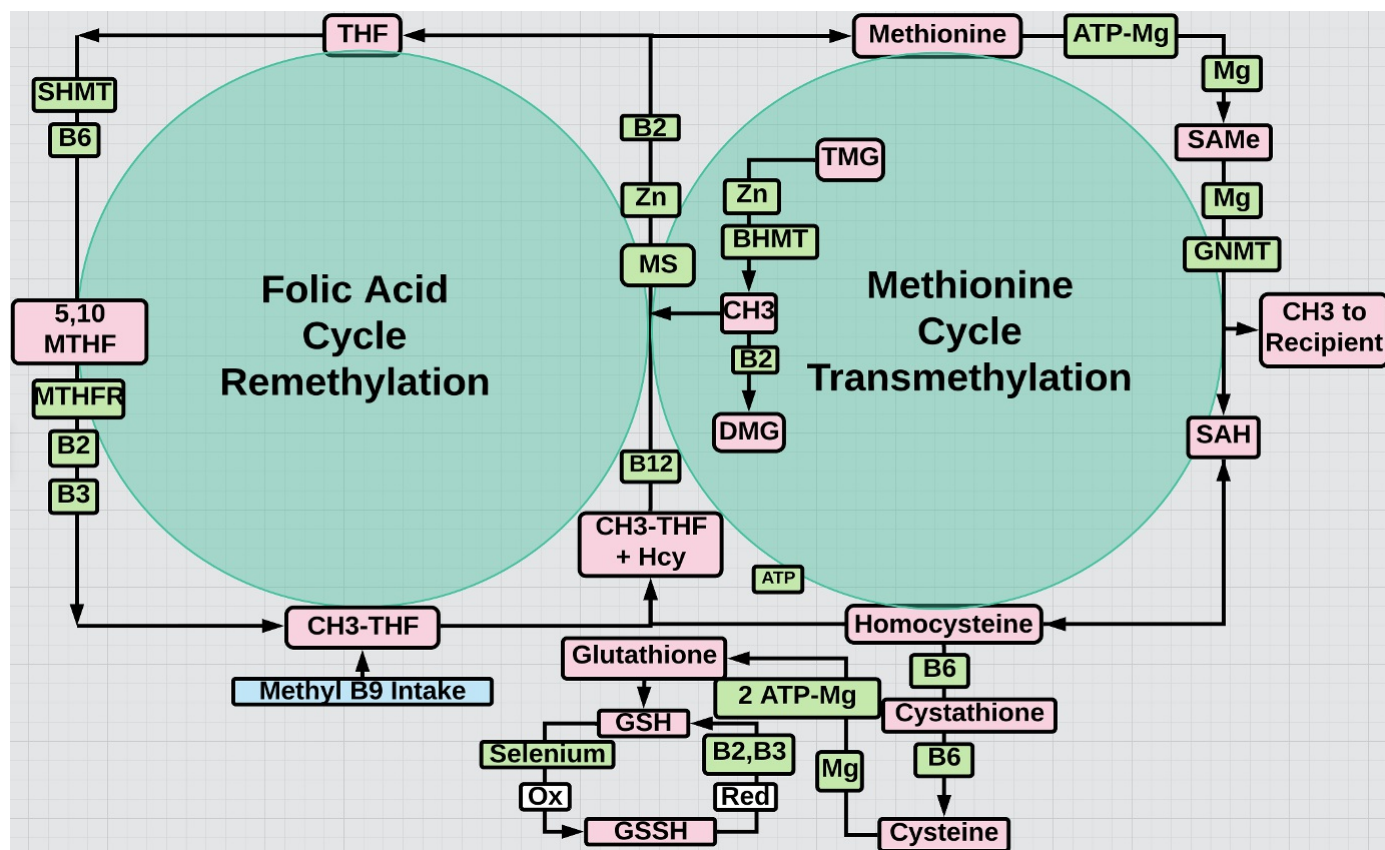 THF
Methionine
ATP-Mg
Mg
SHMT
B6
B2
TMG
SAMe
Zn
Zn
Mg
BHMT
GNMT
MS
Folic Acid
Cycle
Remethylation
Methionine
Cycle
Transmethylation
5,10
MTHF
CH3
CH3 to
Recipient
B2
MTHFR
DMG
SAH
B2
B3
B12
CH3-THF
+ Hcy
ATP
CH3-THF
Homocysteine
Glutathione
B6
Methyl B9 Intake
2 ATP-Mg
Cystathione
GSH
Selenium
B2,B3
Mg
B6
Ox
Red
GSSH
Cysteine